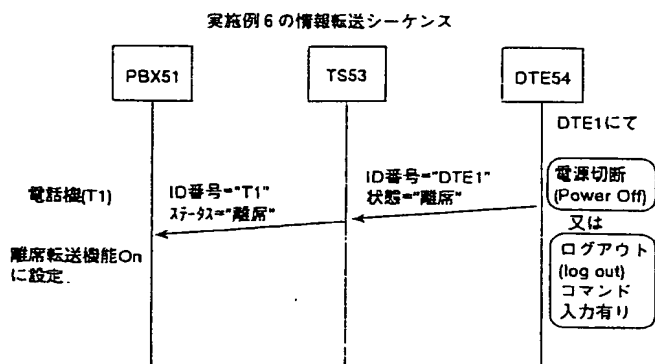 実施例6の情報転送シーケンス
PBX51
TS53
DTE54
DTE1にて
電話機(T1)
ID番号="T1"
ステータス="離席"
ID番号="DTE1"
状態="離席"
電源切断
(Power Off)
又は
離席転送機能On
に設定.
ログアウト
(log out)
コマンド
入力有り